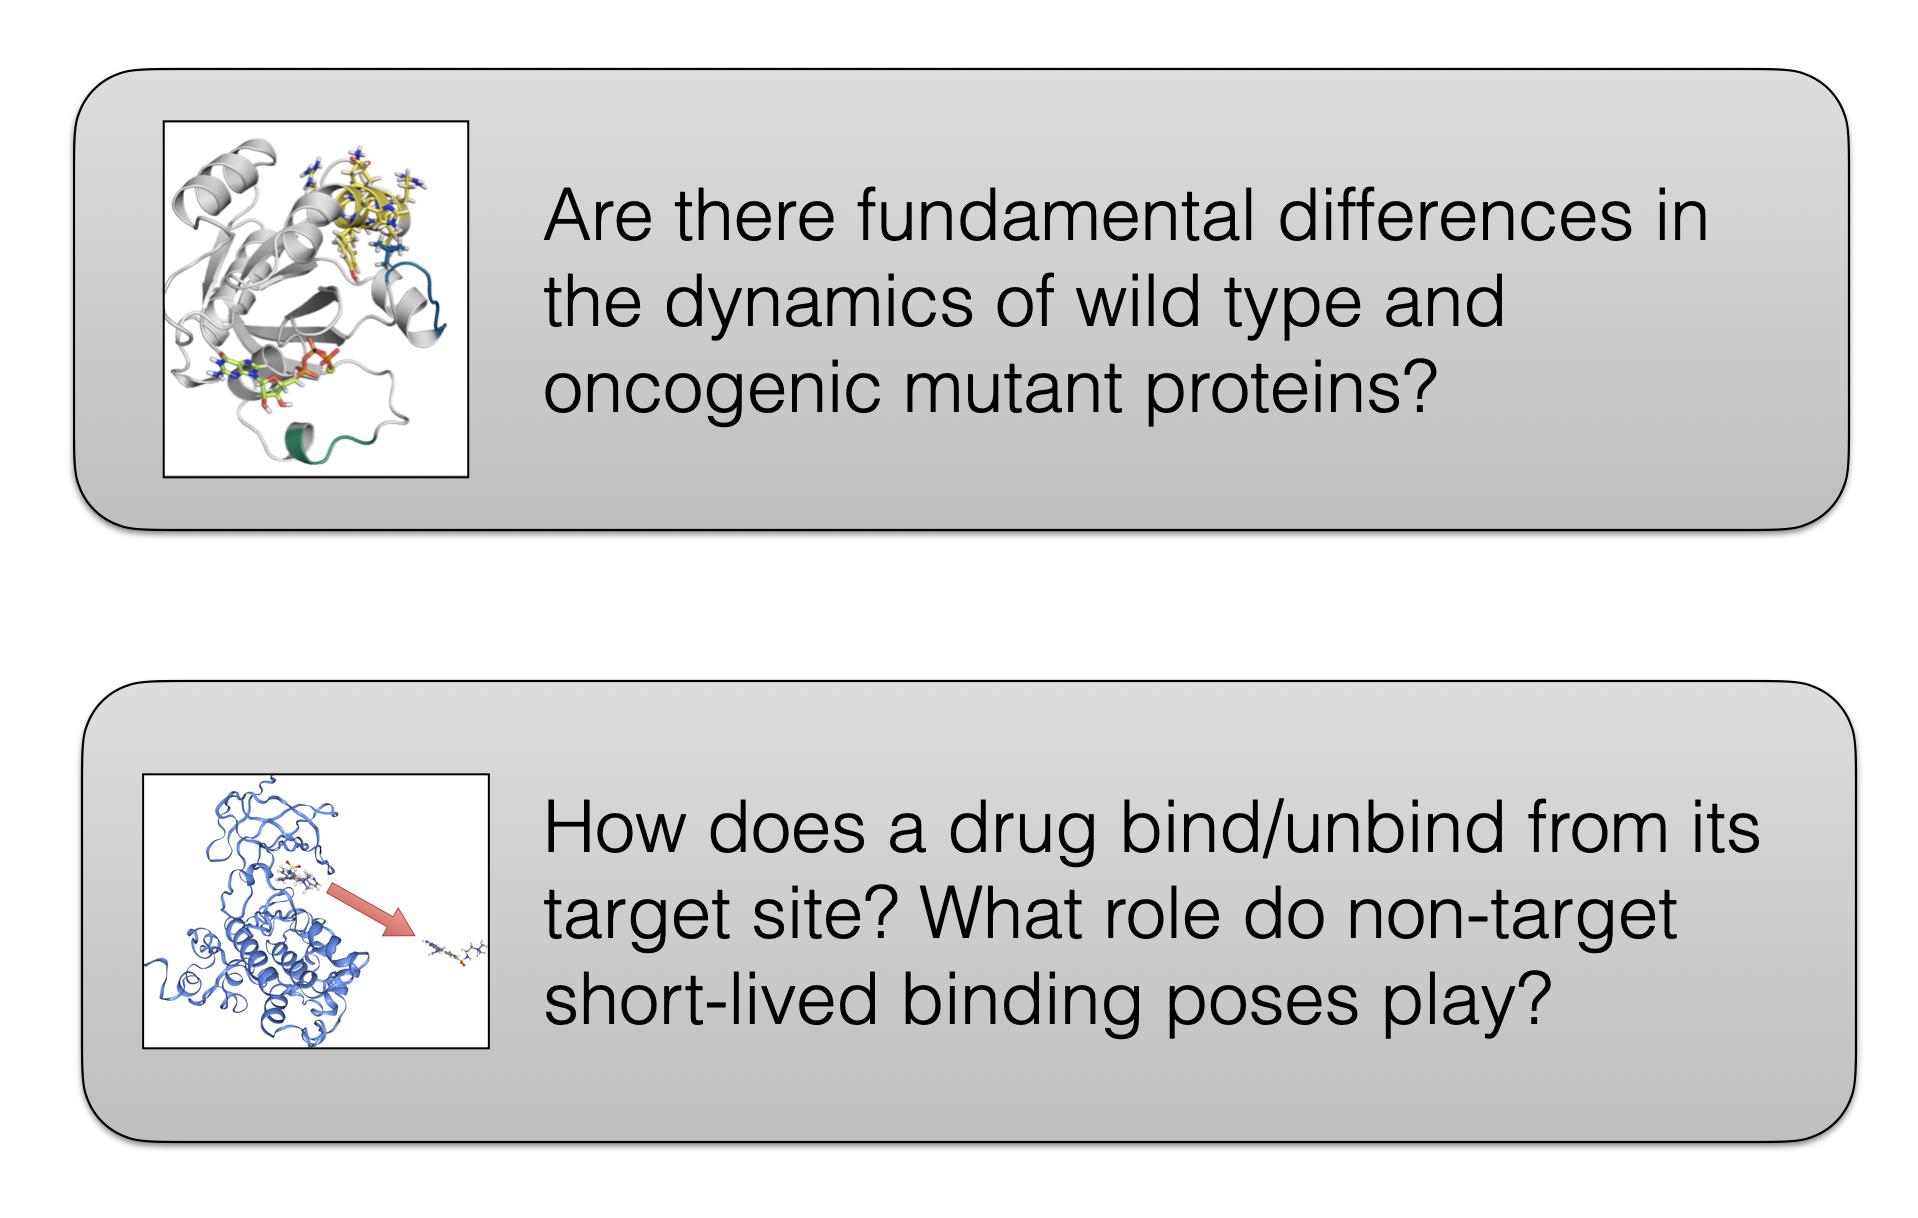 Are there fundamental differences in
the dynamics of wild type and
oncogenic mutant proteins?
How does a drug bind/unbind from its
target site? What role do non-target
short-lived binding poses play?